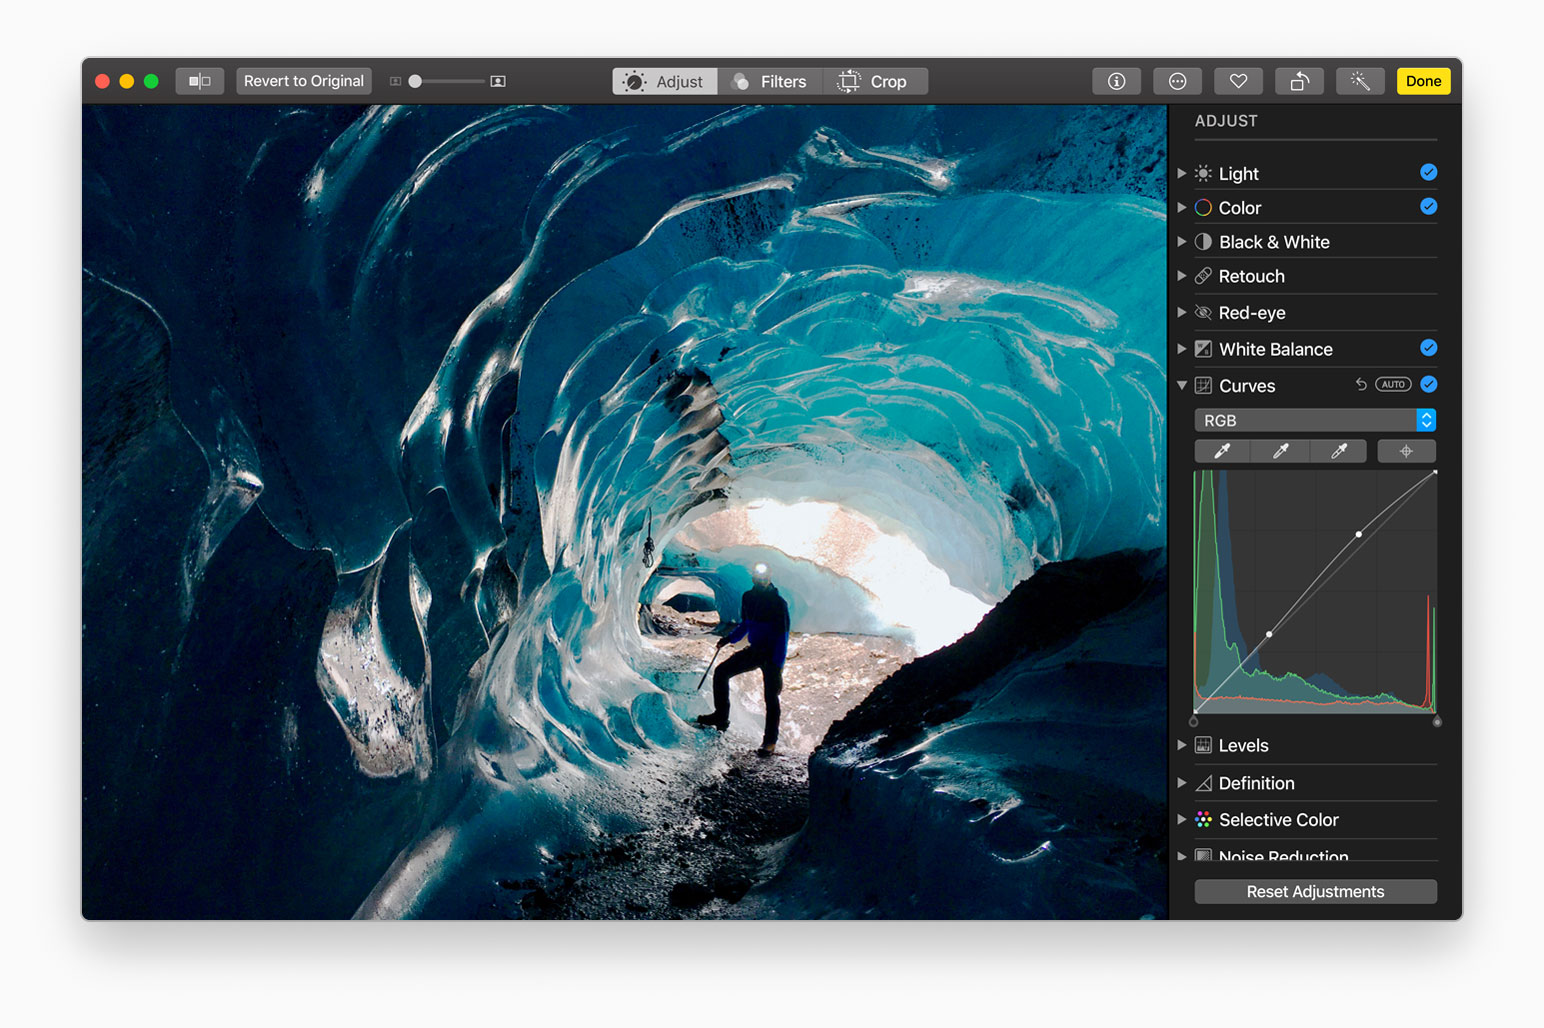 Revert to Original
Adjust
Filters
Crop
Done
ADJUST
Light
Color
Black & White
Retouch
Red-eye
White Balance
Curves
AUTO
RGB
Levels
Definition
Selective Color
Noise Reduction
Reset Adjustments